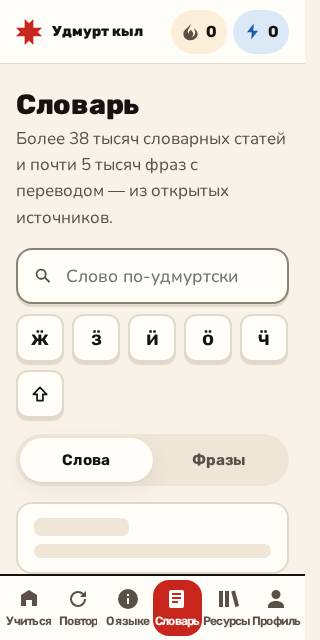 Удмурт кыл 0 0
Словарь
Более 38 тысяч словарных статей
и почти 5 тысяч фраз с
переводом — из открытых
источников.
Слово по-удмуртски
ӝ ӟ ӥ ӧ ӵ
Слова Фразы
Учиться Повтор О языке Словарь Ресурсы Профиль